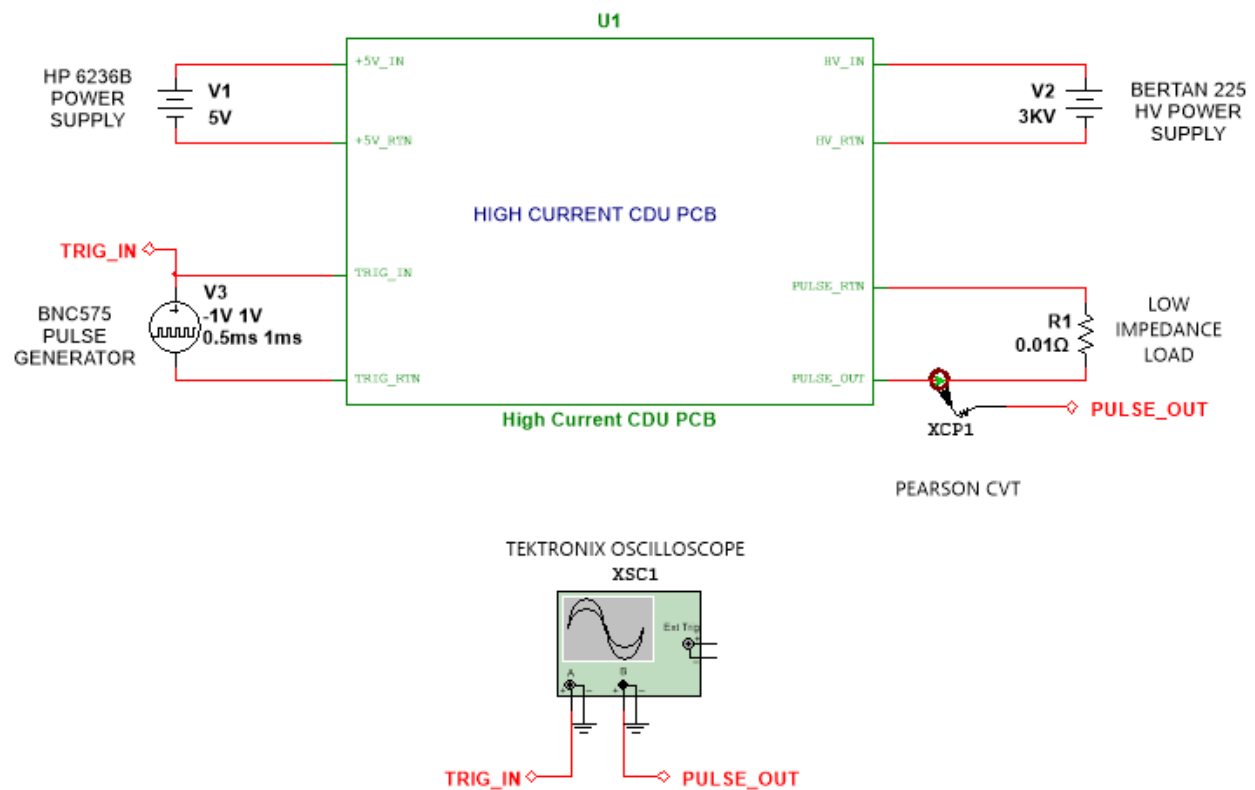 U1
+5V_IN
HV_IN
HP 6236B
POWER
SUPPLY
V1
5V
V2
3KV
BERTAN 225
HV POWER
SUPPLY
+5V_RTN
HV_RTN
HIGH CURRENT CDU PCB
TRIG_IN
TRIG_IN
PULSE_RTN
BNC575
PULSE
GENERATOR
V3
-1V 1V
0.5ms 1ms
R1
0.01Ω
LOW
IMPEDANCE
LOAD
TRIG_RTN
PULSE_OUT
High Current CDU PCB
XCP1
PULSE_OUT
PEARSON CVT
TEKTRONIX OSCILLOSCOPE
XSC1
Ext Trig
+
−
A
B
+ −
+ −
TRIG_IN
PULSE_OUT